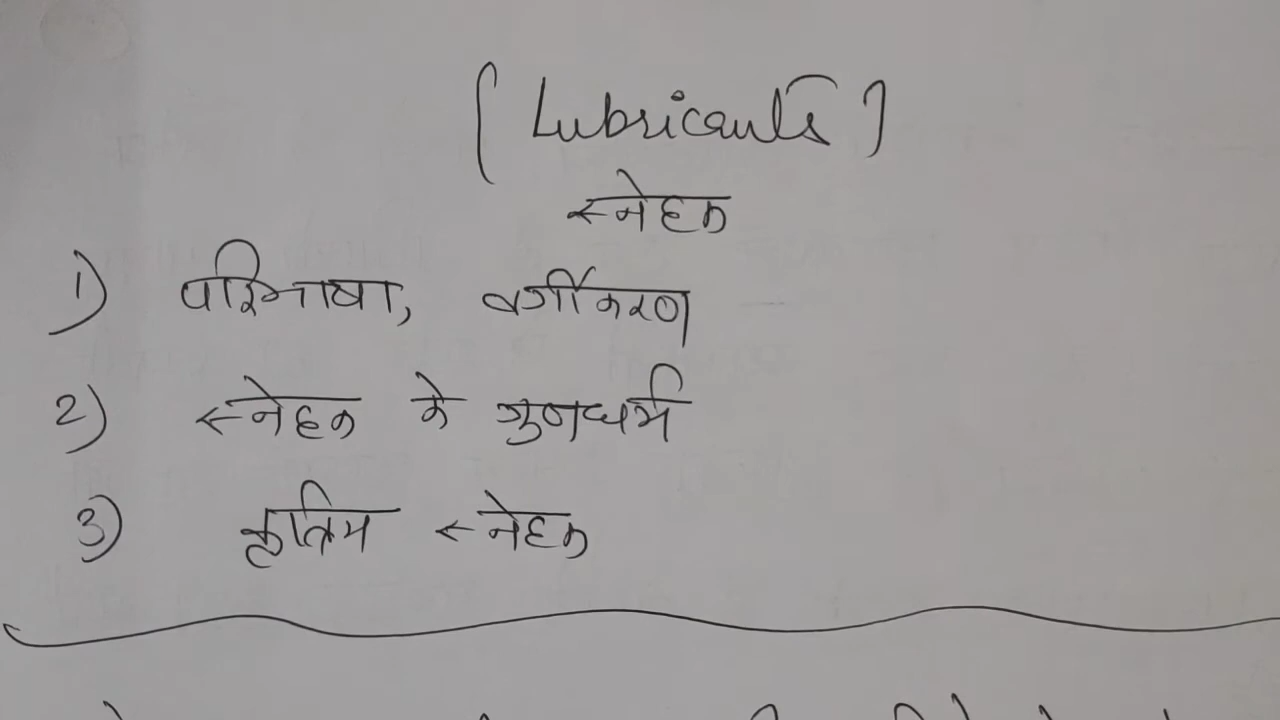 [Lubricants]
स्नेहक
1) परिभाषा, वर्गीकरण
2) स्नेहक के गुणधर्म
3) कृत्रिम स्नेहक